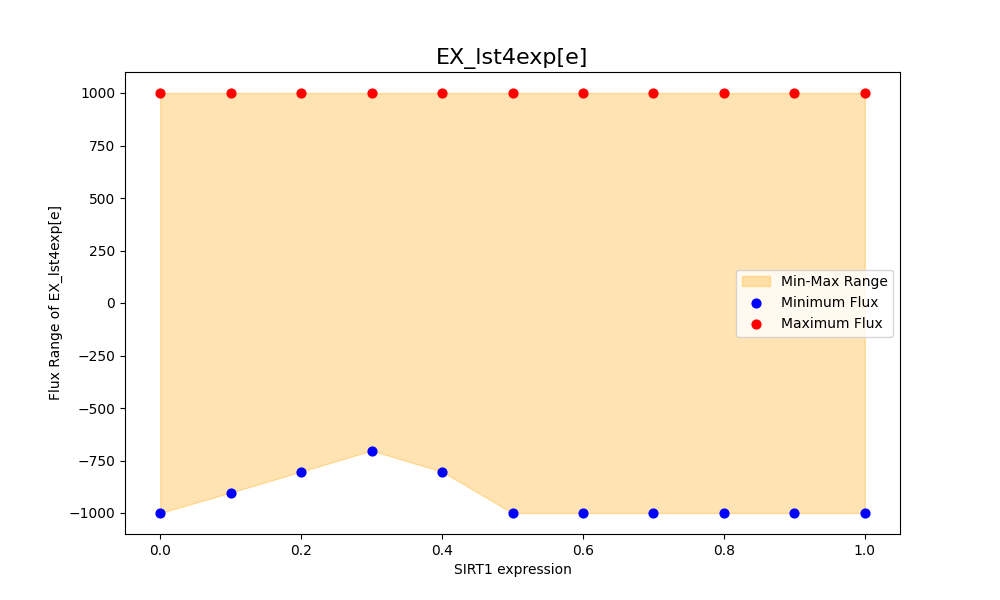 EX_lst4exp[e]
Flux Range of EX_lst4exp[e]
1000
750
500
250
0
−250
−500
−750
−1000
Min-Max Range
Minimum Flux
Maximum Flux
0.0
0.2
0.4
0.6
0.8
1.0
SIRT1 expression